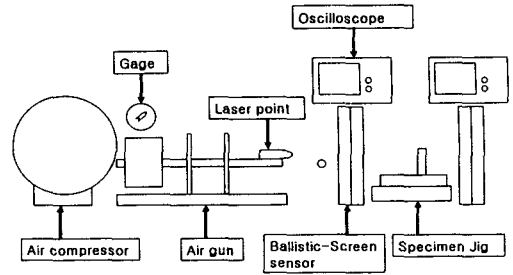 Oscilloscope
Gage
Laser point
Air compressor
Air gun
Ballistic-Screen
sensor
Specimen Jig